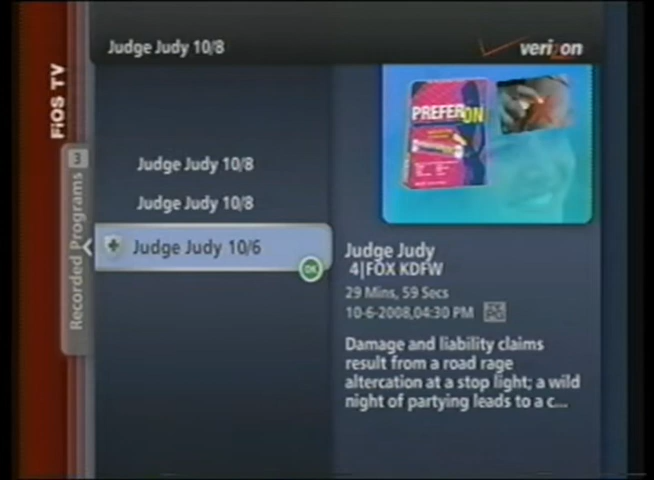 Judge Judy 10/8
verizon
FiOS TV
Recorded Programs 3
PREFERON
Judge Judy 10/8
Judge Judy 10/8
Judge Judy 10/6
OK
Judge Judy
4|FOX KDFW
29 Mins, 59 Secs
10-6-2008,04:30 PM
Damage and liability claims
result from a road rage
altercation at a stop light; a wild
night of partying leads to a c...